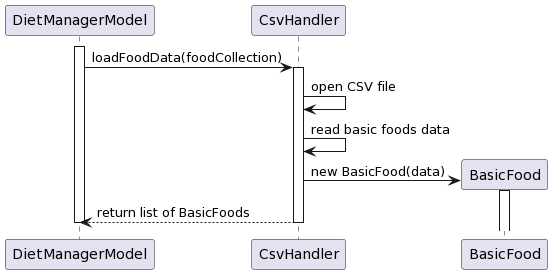 DietManagerModel
CsvHandler
loadFoodData(foodCollection)
open CSV file
read basic foods data
new BasicFood(data)
BasicFood
return list of BasicFoods
DietManagerModel
CsvHandler
BasicFood